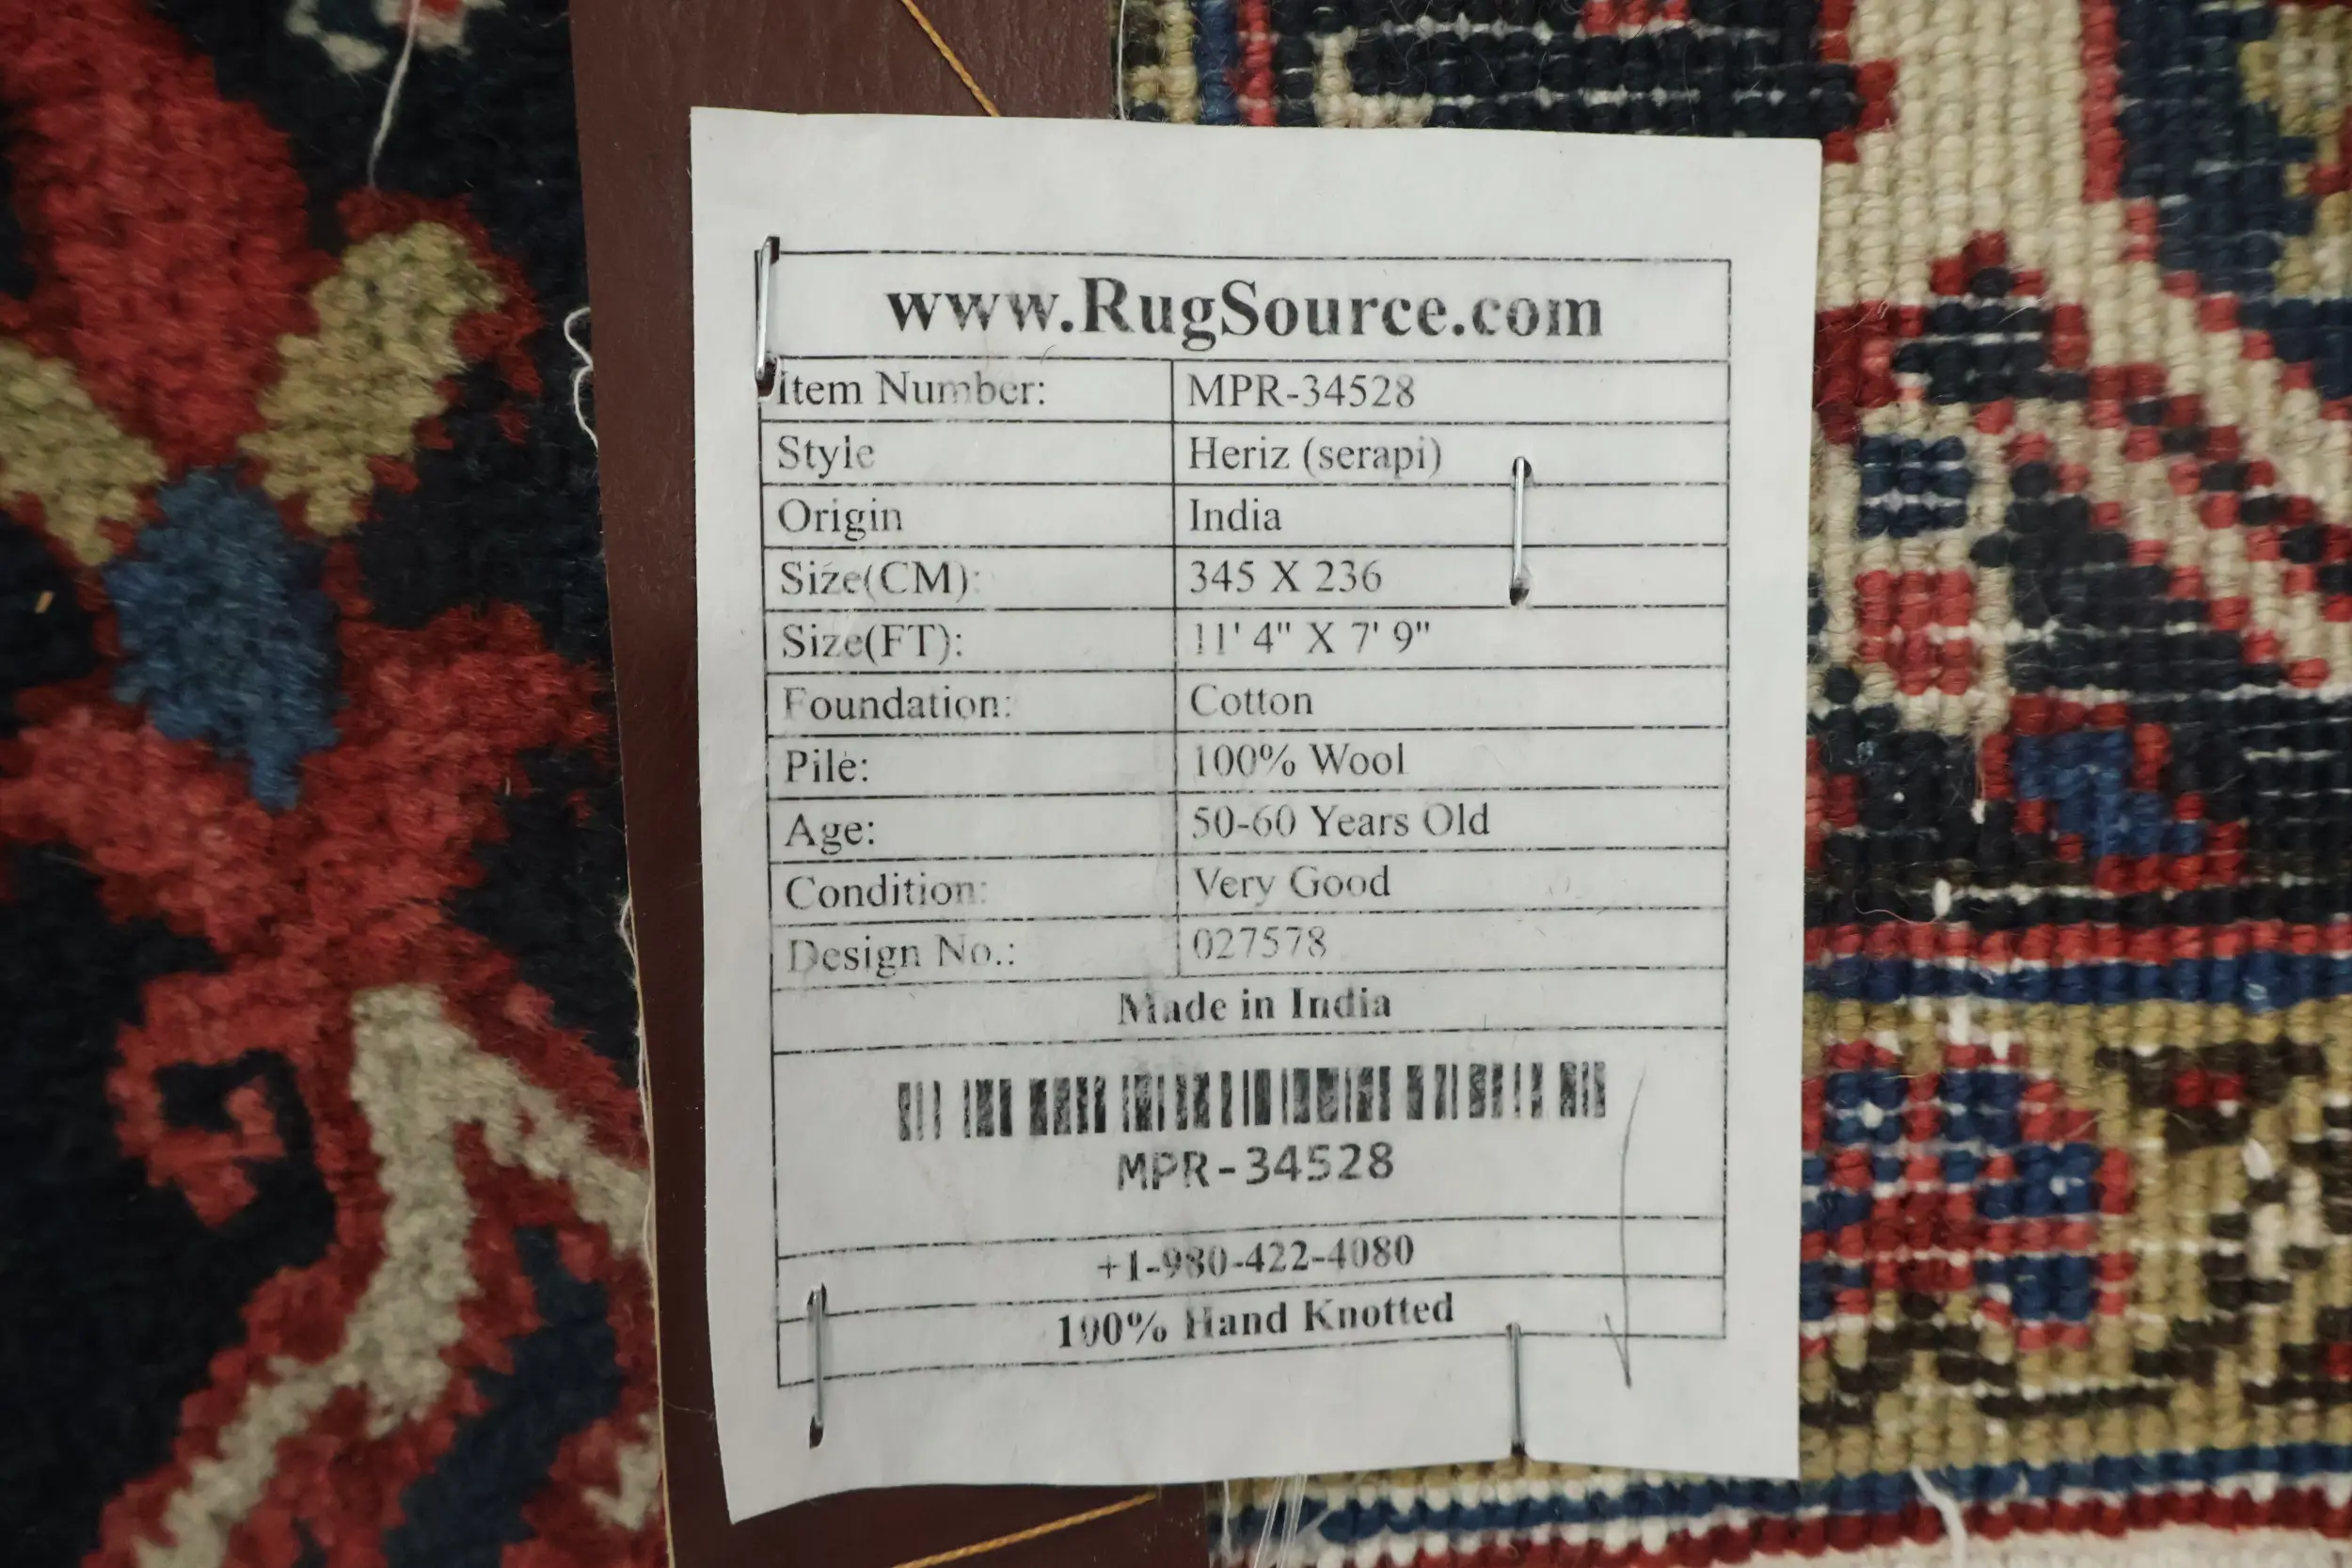 www.RugSource.com
Item Number: MPR-34528
Style Heriz (serapi)
Origin India
Size(CM): 345 X 236
Size(FT): 11' 4" X 7' 9"
Foundation: Cotton
Pile: 100% Wool
Age: 50-60 Years Old
Condition: Very Good
Design No.: 027578
Made in India
MPR-34528
+1-980-422-4080
100% Hand Knotted